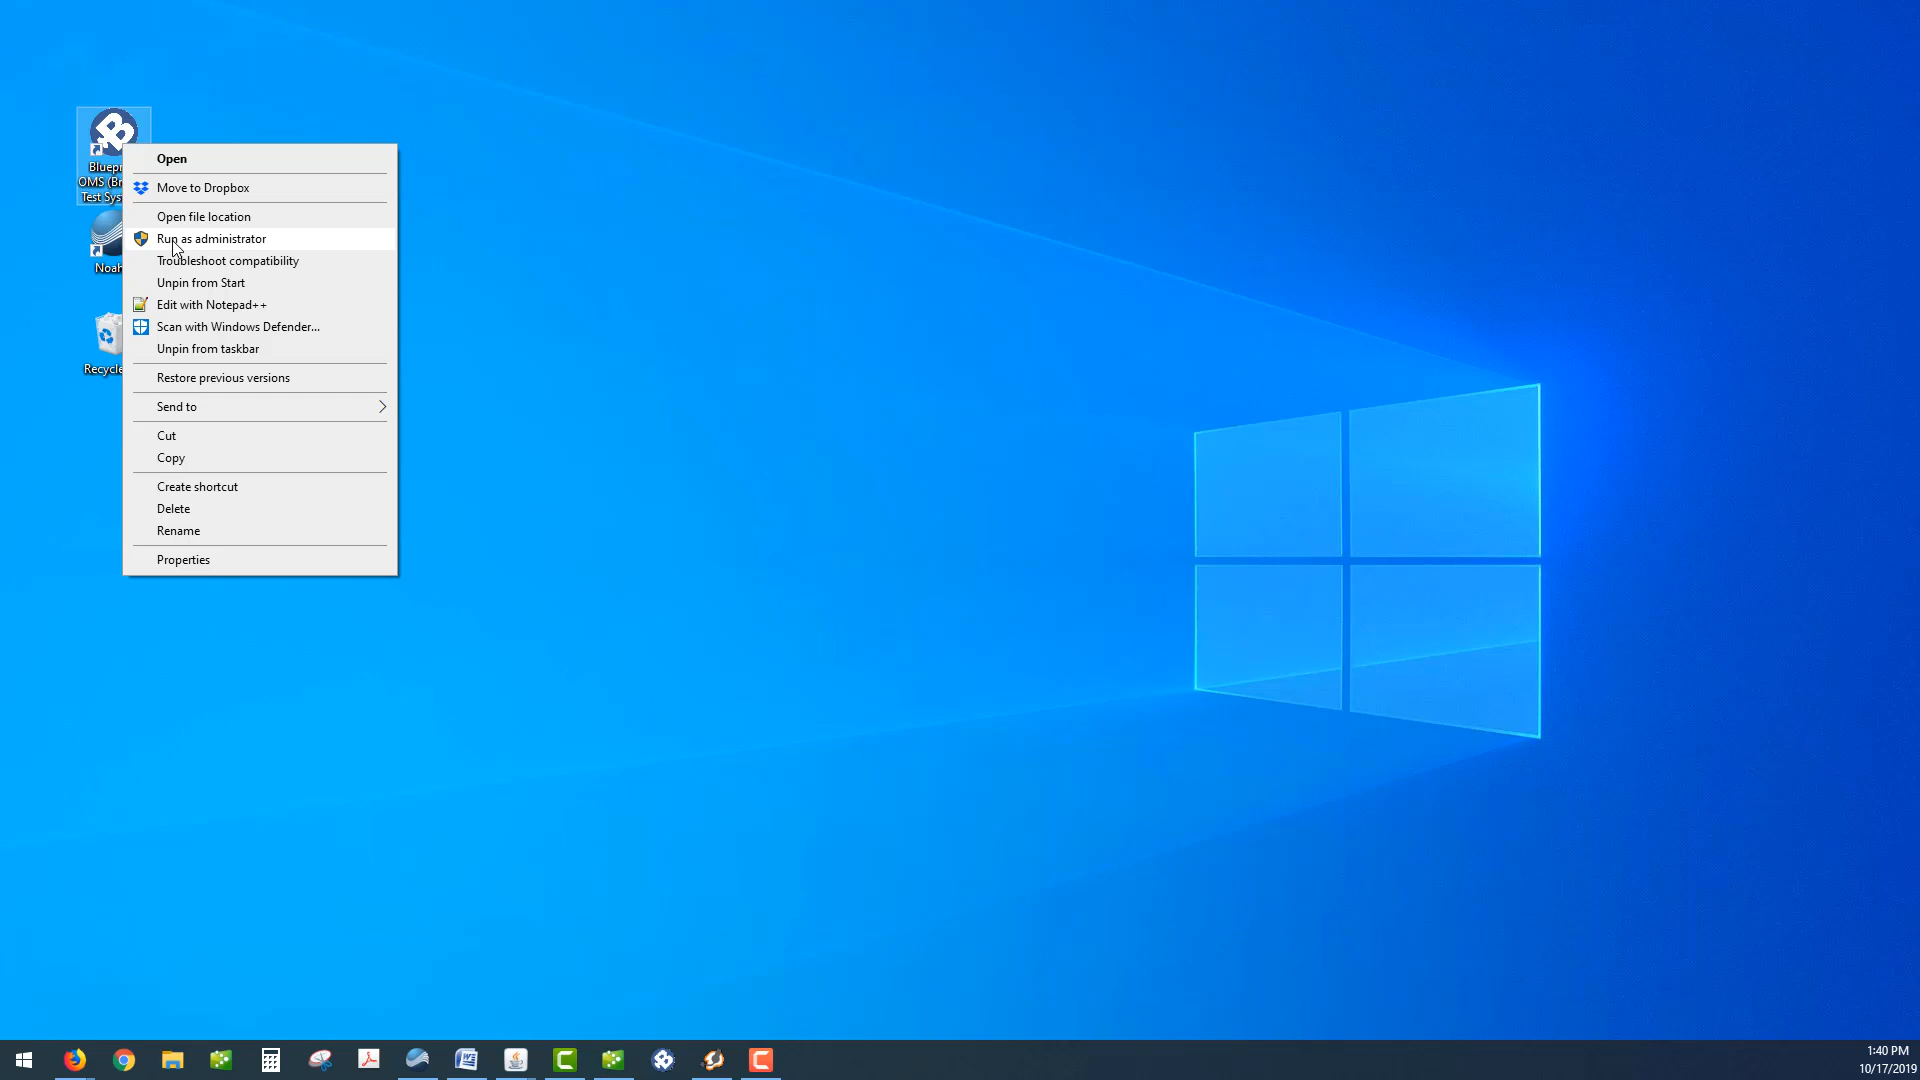 Bluepr
OMS (Br
Test Sys
Noah
Recycle
Open
Move to Dropbox
Open file location
Run as administrator
Troubleshoot compatibility
Unpin from Start
Edit with Notepad++
Scan with Windows Defender...
Unpin from taskbar
Restore previous versions
Send to
Cut
Copy
Create shortcut
Delete
Rename
Properties
1:40 PM
10/17/2019